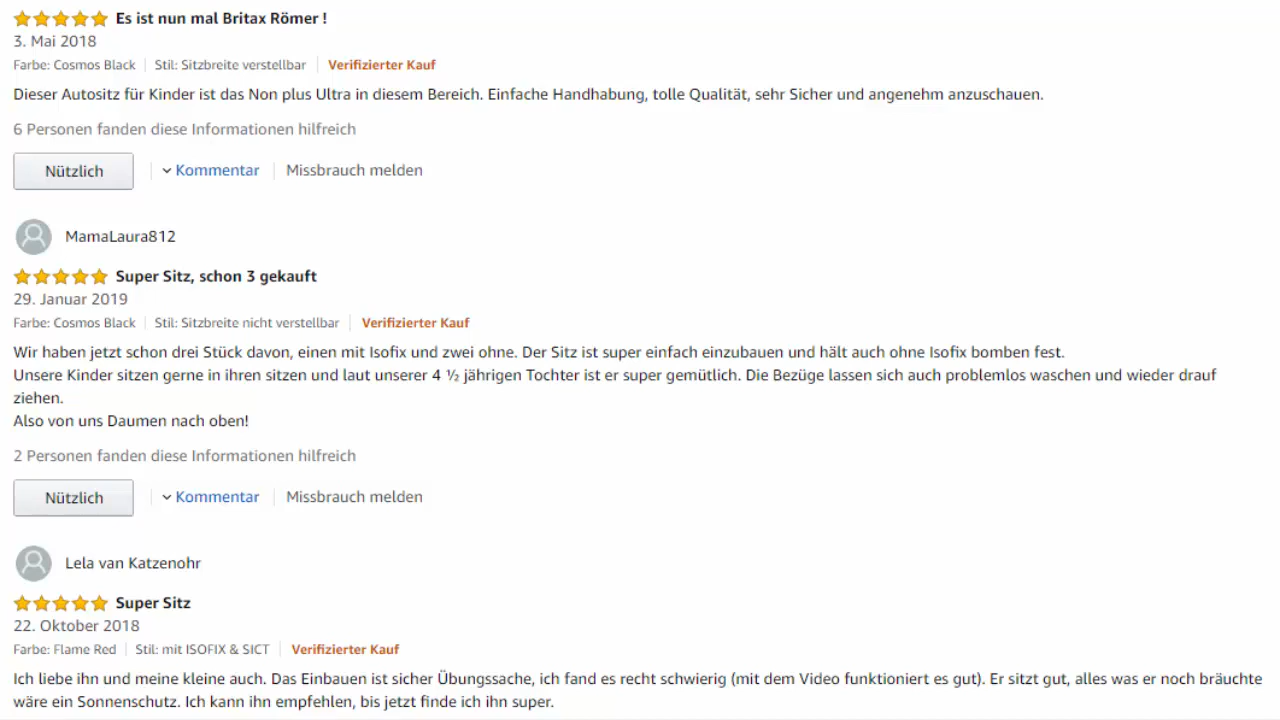 Es ist nun mal Britax Römer !
3. Mai 2018
Farbe: Cosmos Black | Stil: Sitzbreite verstellbar | Verifizierter Kauf
Dieser Autositz für Kinder ist das Non plus Ultra in diesem Bereich. Einfache Handhabung, tolle Qualität, sehr Sicher und angenehm anzuschauen.
6 Personen fanden diese Informationen hilfreich
Nützlich | Kommentar | Missbrauch melden
MamaLaura812
Super Sitz, schon 3 gekauft
29. Januar 2019
Farbe: Cosmos Black | Stil: Sitzbreite nicht verstellbar | Verifizierter Kauf
Wir haben jetzt schon drei Stück davon, einen mit Isofix und zwei ohne. Der Sitz ist super einfach einzubauen und hält auch ohne Isofix bomben fest.
Unsere Kinder sitzen gerne in ihren sitzen und laut unserer 4 ½ jährigen Tochter ist er super gemütlich. Die Bezüge lassen sich auch problemlos waschen und wieder drauf
ziehen.
Also von uns Daumen nach oben!
2 Personen fanden diese Informationen hilfreich
Nützlich | Kommentar | Missbrauch melden
Lela van Katzenohr
Super Sitz
22. Oktober 2018
Farbe: Flame Red | Stil: mit ISOFIX & SICT | Verifizierter Kauf
Ich liebe ihn und meine kleine auch. Das Einbauen ist sicher Übungssache, ich fand es recht schwierig (mit dem Video funktioniert es gut). Er sitzt gut, alles was er noch bräuchte
wäre ein Sonnenschutz. Ich kann ihn empfehlen, bis jetzt finde ich ihn super.